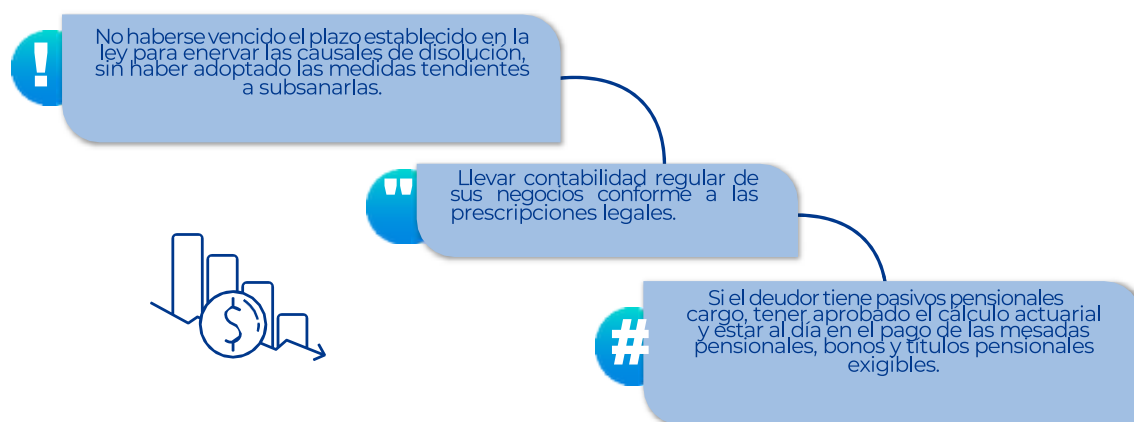 !
No haberse vencido el plazo establecido en la
ley para enervar las causales de disolución,
sin haber adoptado las medidas tendientes
a subsanarlas.
"
Llevar contabilidad regular de
sus negocios conforme a las
prescripciones legales.
$
#
Si el deudor tiene pasivos pensionales
cargo, tener aprobado el cálculo actuarial
y estar al día en el pago de las mesadas
pensionales, bonos y títulos pensionales
exigibles.